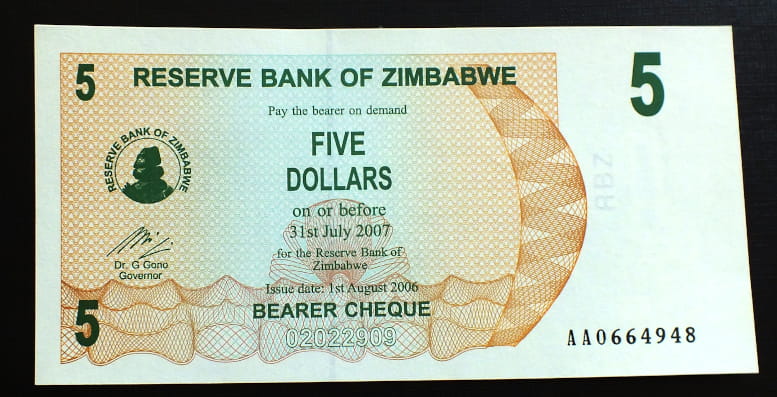 5
RESERVE BANK OF ZIMBABWE
5
Pay the bearer on demand
FIVE
DOLLARS
RESERVE BANK OF ZIMBABWE
on or before
31st July 2007
for the Reserve Bank of
Zimbabwe
Dr. G Gono
Governor
Issue date: 1st August 2006
BEARER CHEQUE
5
02022909
RBZ
AA0664948